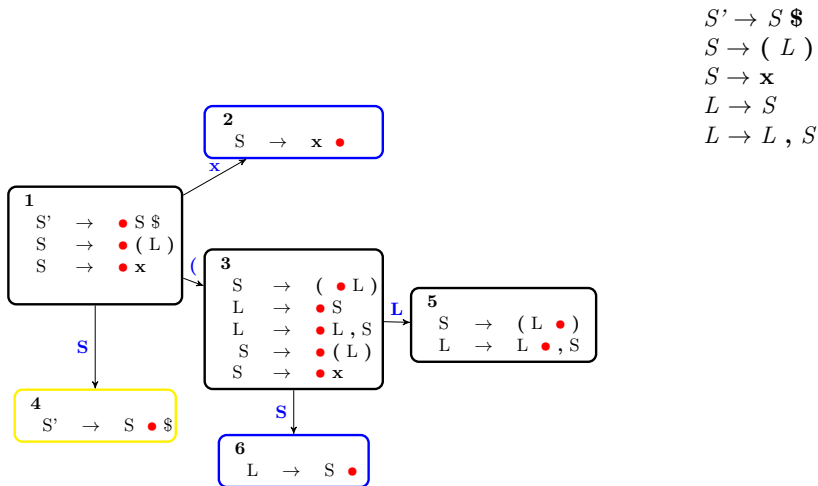 S' → S $
S → ( L )
S → x
L → S
L → L , S
2
S → x •
x
1
S' → • S $
S → • ( L )
S → • x
(
3
S → ( • L )
L → • S
L → • L , S
S → • ( L )
S → • x
L
5
S → ( L • )
L → L • , S
S
4
S' → S • $
S
6
L → S •